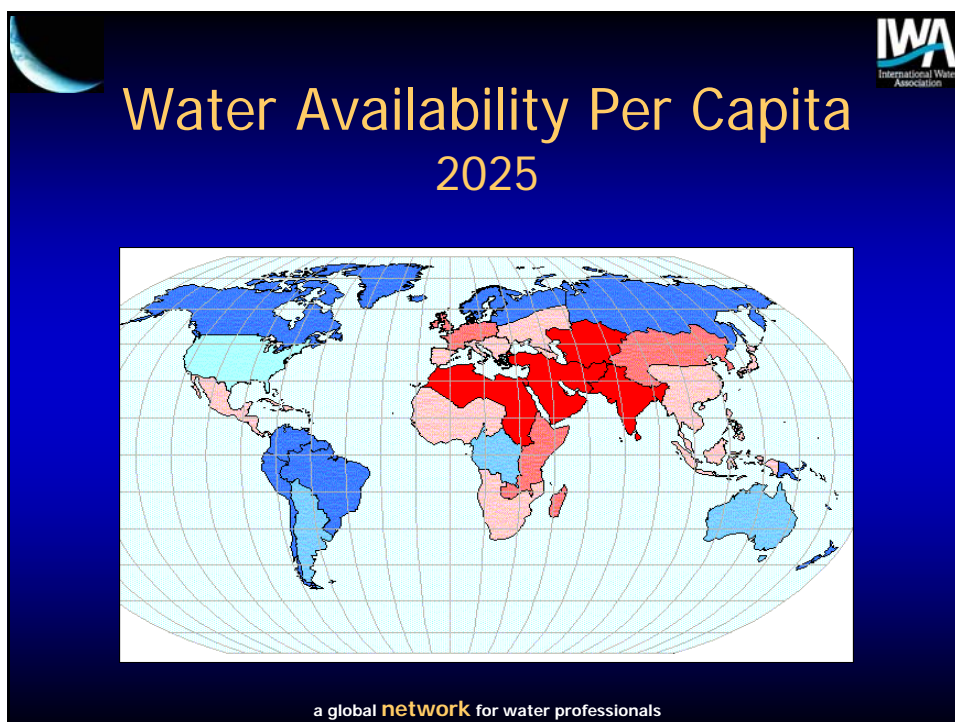 IWA
International Water
Association
Water Availability Per Capita
2025
a global network for water professionals